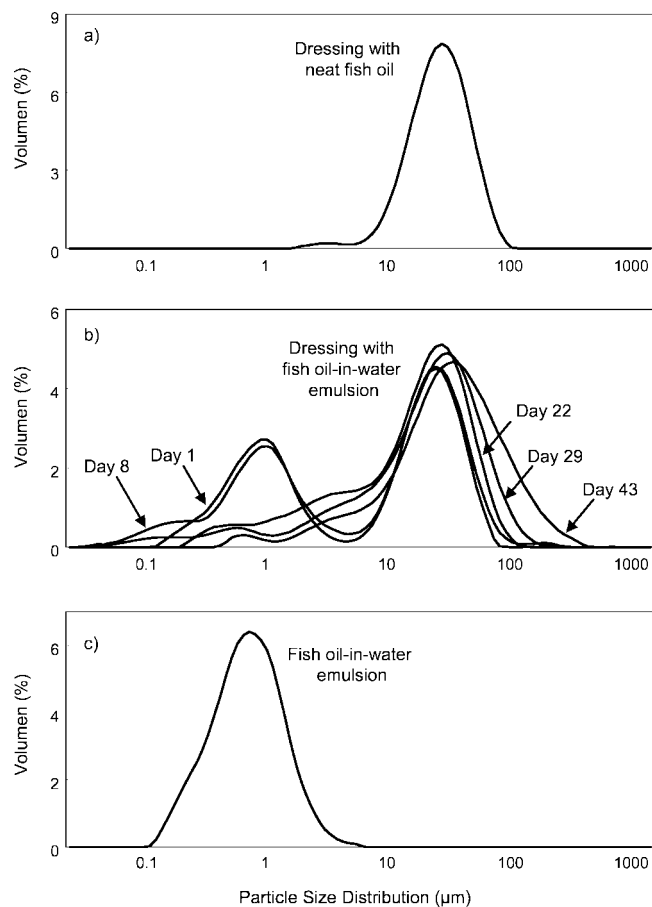 9
a)
Dressing with
neat fish oil
6
Volumen (%)
3
0
0.1 1 10 100 1000
6
b)
Dressing with
fish oil-in-water
emulsion
4
Volumen (%)
Day 22
Day 8 Day 1
2
Day 29
Day 43
0
0.1 1 10 100 1000
6
c)
Fish oil-in-water
emulsion
4
Volumen (%)
2
0
0.1 1 10 100 1000
Particle Size Distribution (µm)